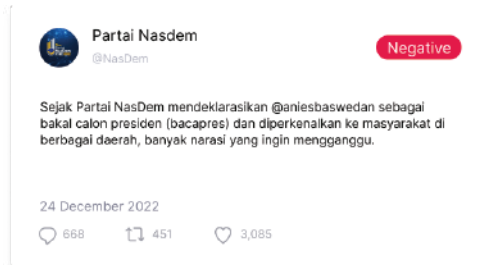 Partai Nasdem
Negative
@NasDem
Sejak Partai NasDem mendeklarasikan @aniesbaswedan sebagai
bakal calon presiden (bacapres) dan diperkenalkan ke masyarakat di
berbagai daerah, banyak narasi yang ingin mengganggu.
24 December 2022
668 451 3,085